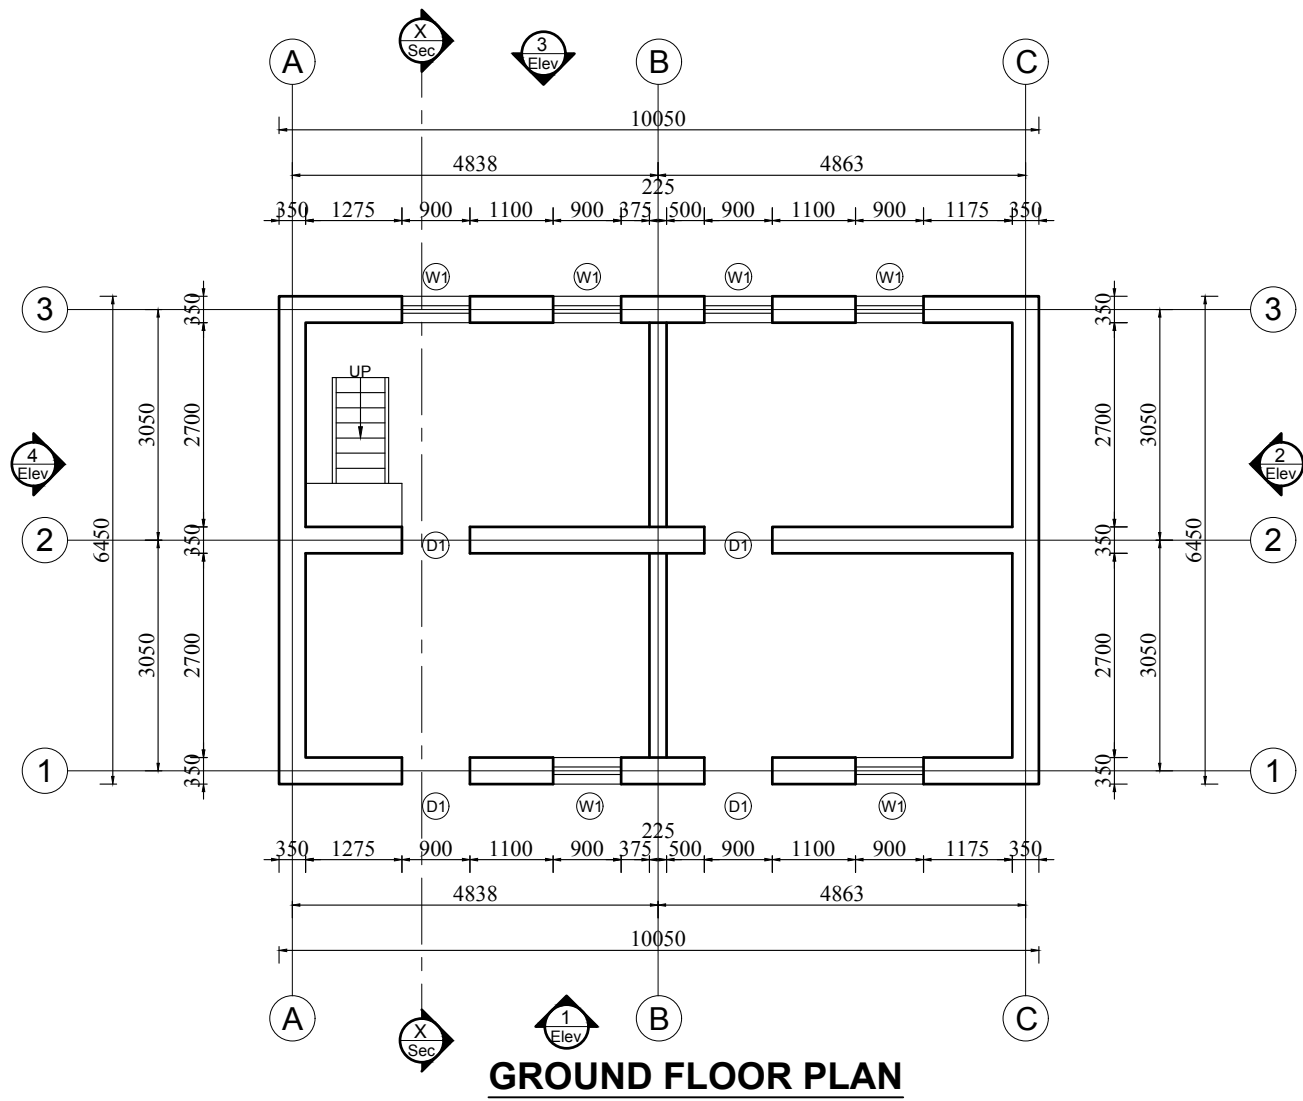 X
Sec
3
Elev
A
B
C
10050
4838
4863
225
350 1275 900 1100 900 375 500 900 1100 900 1175 350
W1 W1 W1 W1
3
350
350
3
UP
3050
2700
2700
3050
4
Elev
2
Elev
6450
6450
2
350
D1
D1
350
2
3050
2700
2700
3050
1
350
350
1
D1 W1 D1 W1
225
350 1275 900 1100 900 375 500 900 1100 900 1175 350
4838
4863
10050
A
B
C
X
Sec
1
Elev
GROUND FLOOR PLAN